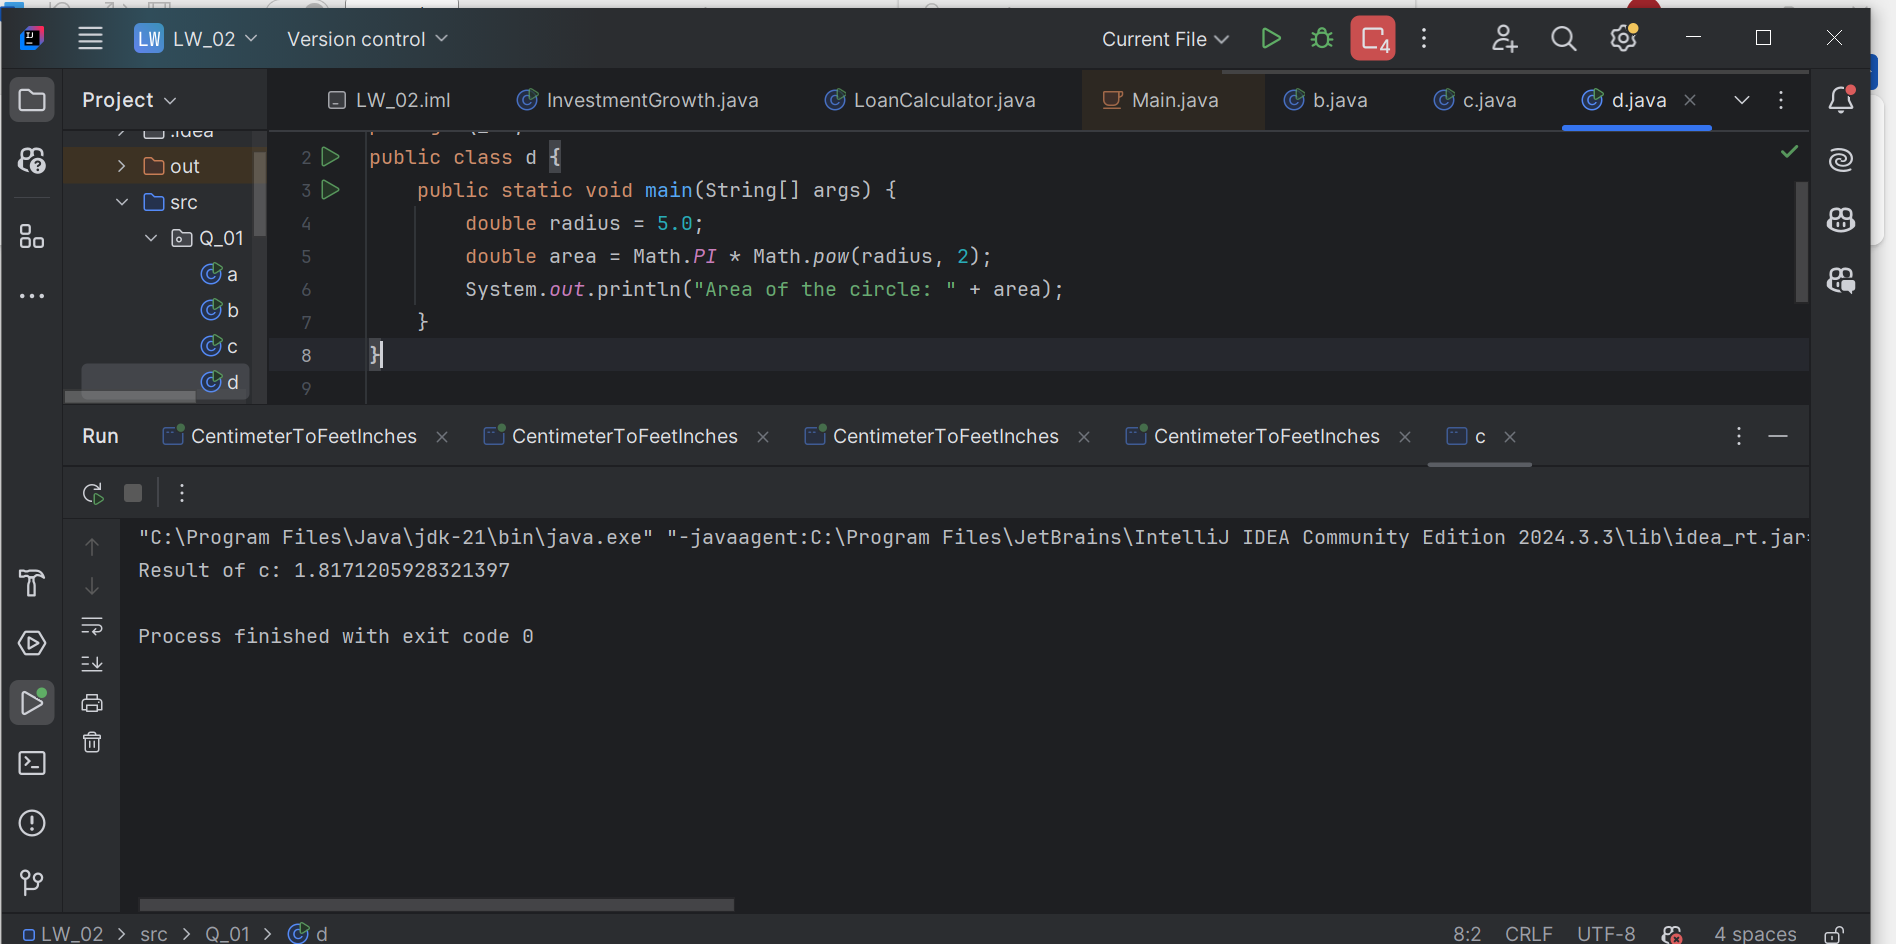 LW LW_02 Version control Current File 4
Project LW_02.iml InvestmentGrowth.java LoanCalculator.java Main.java b.java c.java d.java
.idea
out
src
Q_01
a
b
c
d
2 public class d {
3 public static void main(String[] args) {
4 double radius = 5.0;
5 double area = Math.PI * Math.pow(radius, 2);
6 System.out.println("Area of the circle: " + area);
7 }
8 }
9
Run CentimeterToFeetInches CentimeterToFeetInches CentimeterToFeetInches CentimeterToFeetInches c
"C:\Program Files\Java\jdk-21\bin\java.exe" "-javaagent:C:\Program Files\JetBrains\IntelliJ IDEA Community Edition 2024.3.3\lib\idea_rt.jar=
Result of c: 1.8171205928321397
Process finished with exit code 0
LW_02 > src > Q_01 > d 8:2 CRLF UTF-8 4 spaces